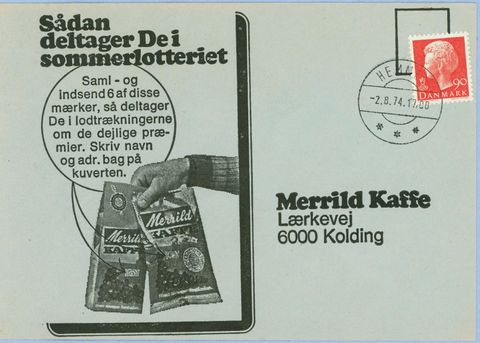 Sådan
deltager De i
sommerlotteriet
Saml - og
indsend 6 af disse
mærker, så deltager
De i lodtrækningerne
om de dejlige præ-
mier. Skriv navn
og adr. bag på
kuverten.
Merrild
KAFFE
Merrild
KAFFE
90
DANMARK
-2.8.74.17.00
Merrild Kaffe
Lærkevej
6000 Kolding